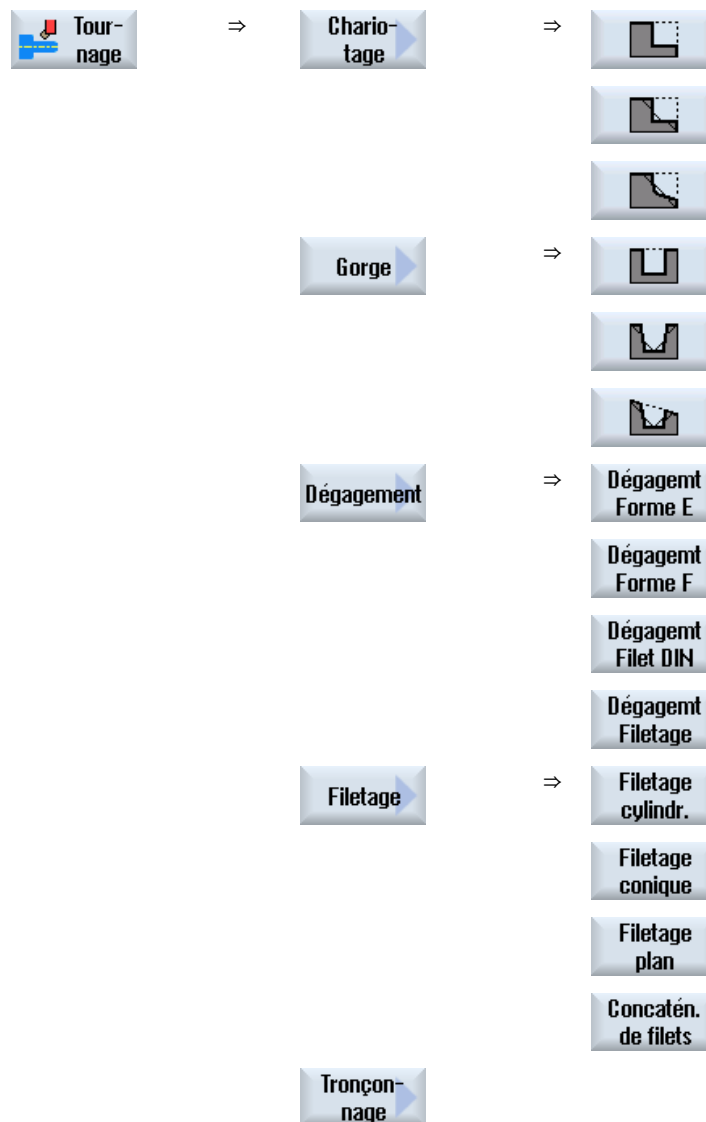 Tour-
nage
⇒
Chario-
tage
⇒
Gorge
⇒
Dégagement
⇒
Dégagemt
Forme E
Dégagemt
Forme F
Dégagemt
Filet DIN
Dégagemt
Filetage
Filetage
⇒
Filetage
cylindr.
Filetage
conique
Filetage
plan
Concatén.
de filets
Tronçon-
nage